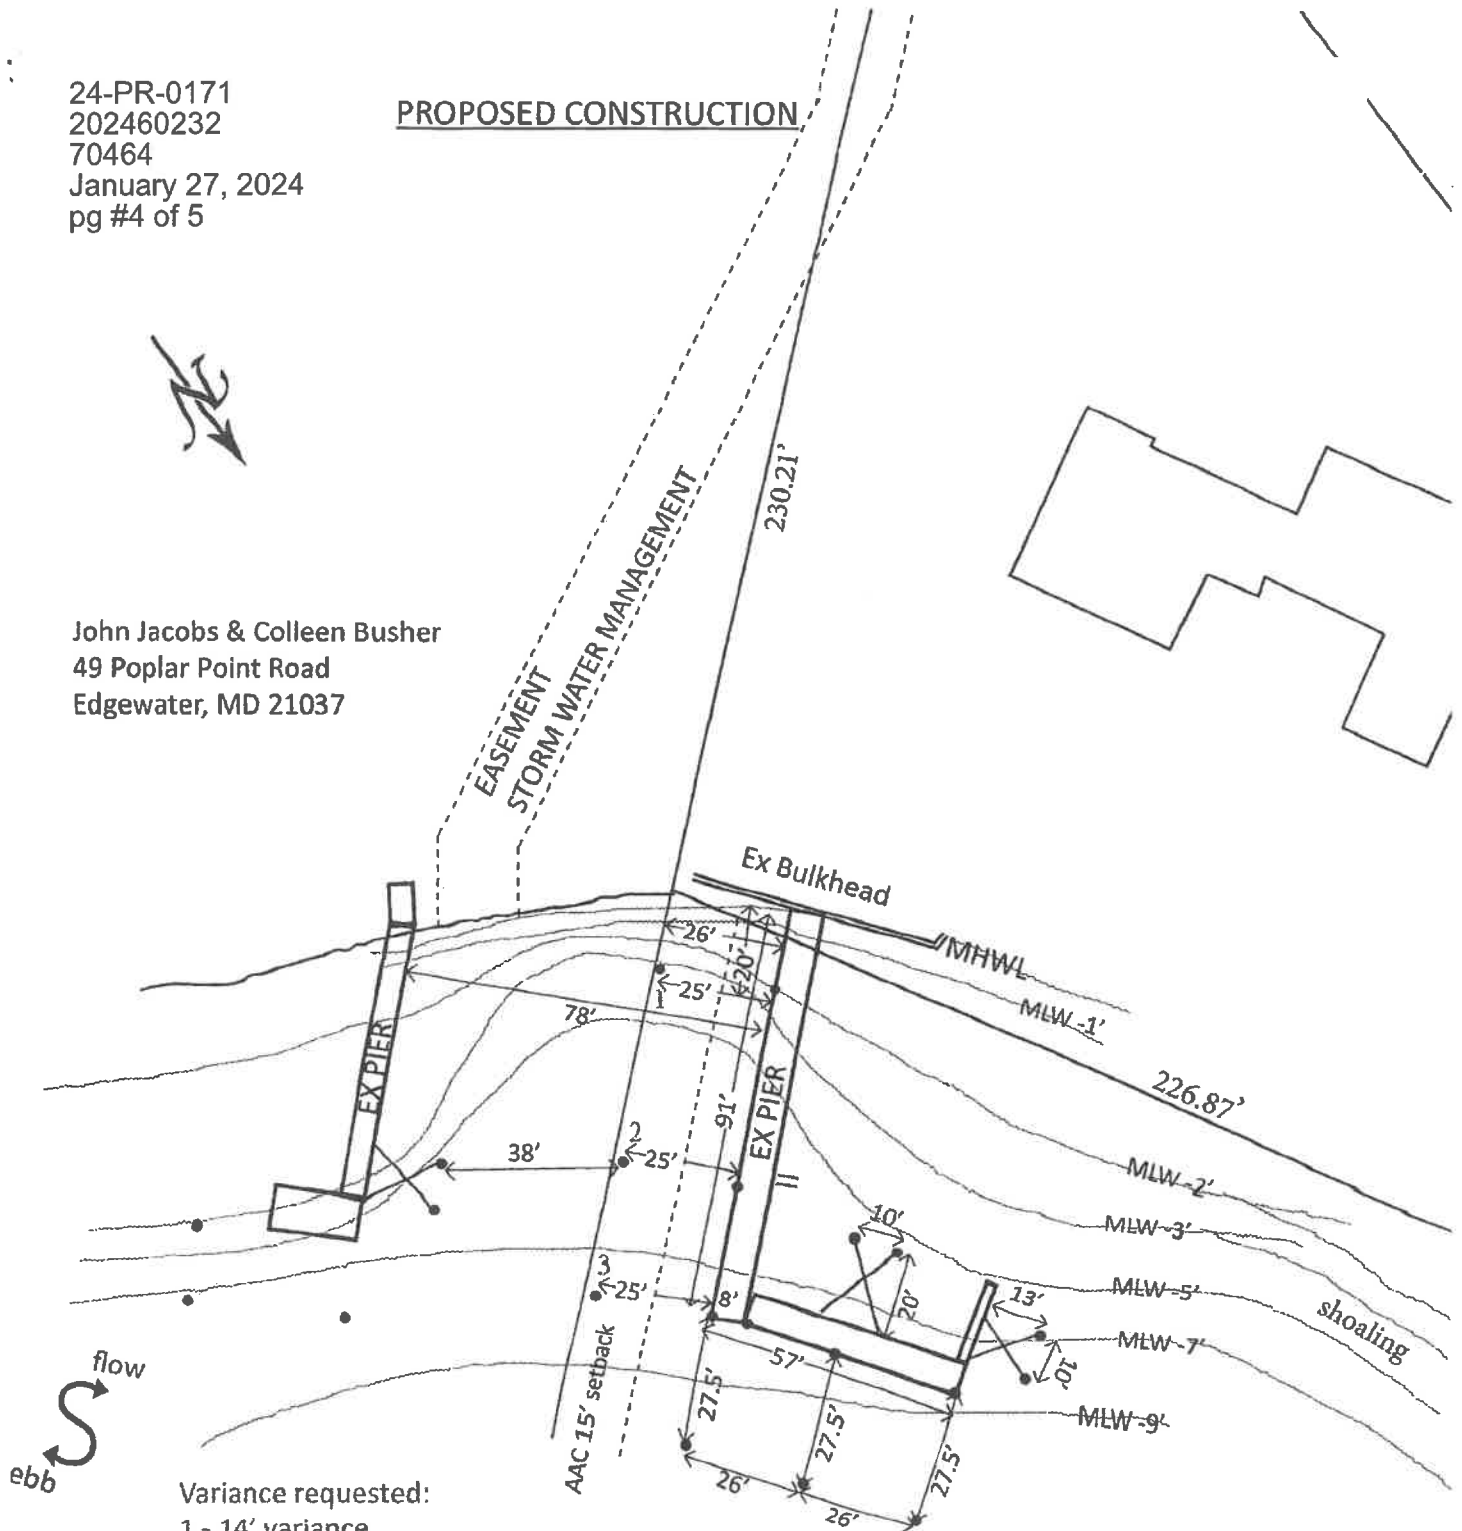 24-PR-0171
202460232
70464
January 27, 2024
pg #4 of 5
PROPOSED CONSTRUCTION
N
230.21'
EASEMENT
STORM WATER MANAGEMENT
John Jacobs & Colleen Busher
49 Poplar Point Road
Edgewater, MD 21037
Ex Bulkhead
MHWL
26'
20'
1
25'
78'
MLW -1'
EX PIER
91'
EX PIER
226.87'
38'
2
25'
MLW -2'
10'
MLW -3'
3
25'
8'
20'
13'
MLW -5'
shoaling
MLW -7'
57'
10'
AAC 15' setback
27.5'
27.5'
27.5'
MLW -9'
26'
26'
flow
ebb
Variance requested:
1 - 14' variance